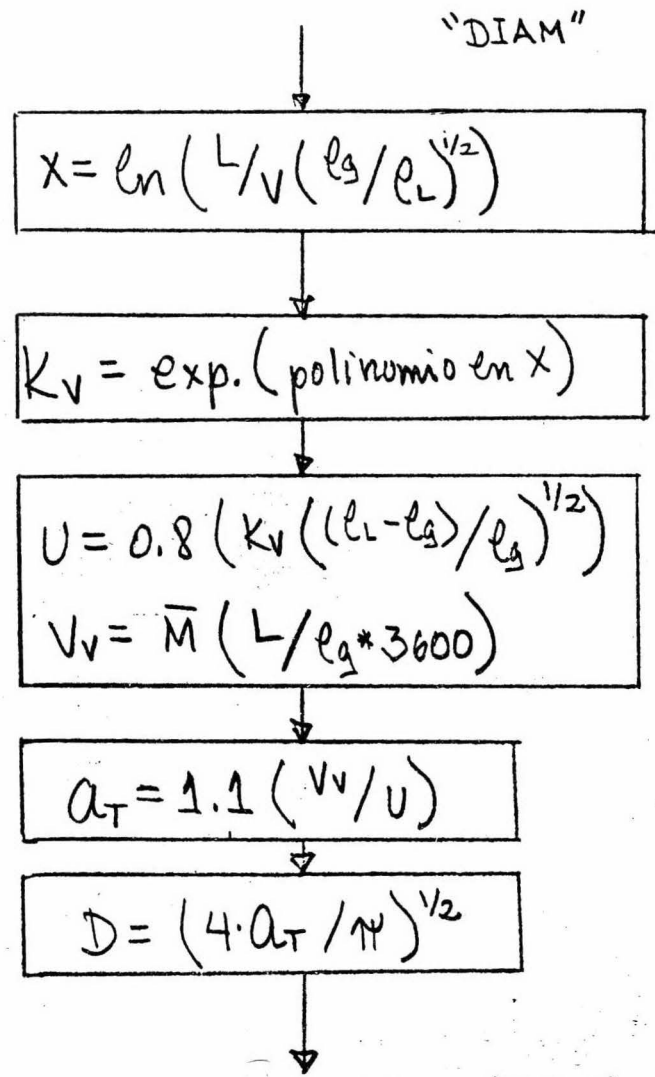 "DIAM"
X = ln (L/V (ρg/ρL)^1/2)
KV = exp. (polinomio en X)
U = 0.8 (KV ((ρL-ρg)/ρg)^1/2)
VV = M̅ (L/ρg*3600)
aT = 1.1 (VV/U)
D = (4·aT/π)^1/2